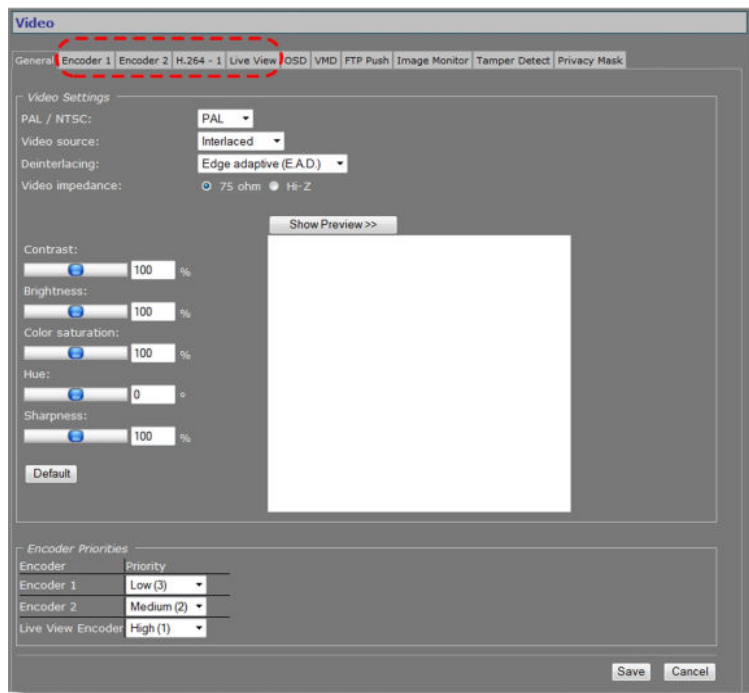 Video
General Encoder 1 Encoder 2 H.264 - 1 Live View OSD VMD FTP Push Image Monitor Tamper Detect Privacy Mask
Video Settings
PAL / NTSC: PAL
Video source: Interlaced
Deinterlacing: Edge adaptive (E.A.D.)
Video impedance: 75 ohm Hi-Z
Show Preview >>
Contrast:
100 %
Brightness:
100 %
Color saturation:
100 %
Hue:
0 °
Sharpness:
100 %
Default
Encoder Priorities
Encoder Priority
Encoder 1 Low (3)
Encoder 2 Medium (2)
Live View Encoder High (1)
Save Cancel